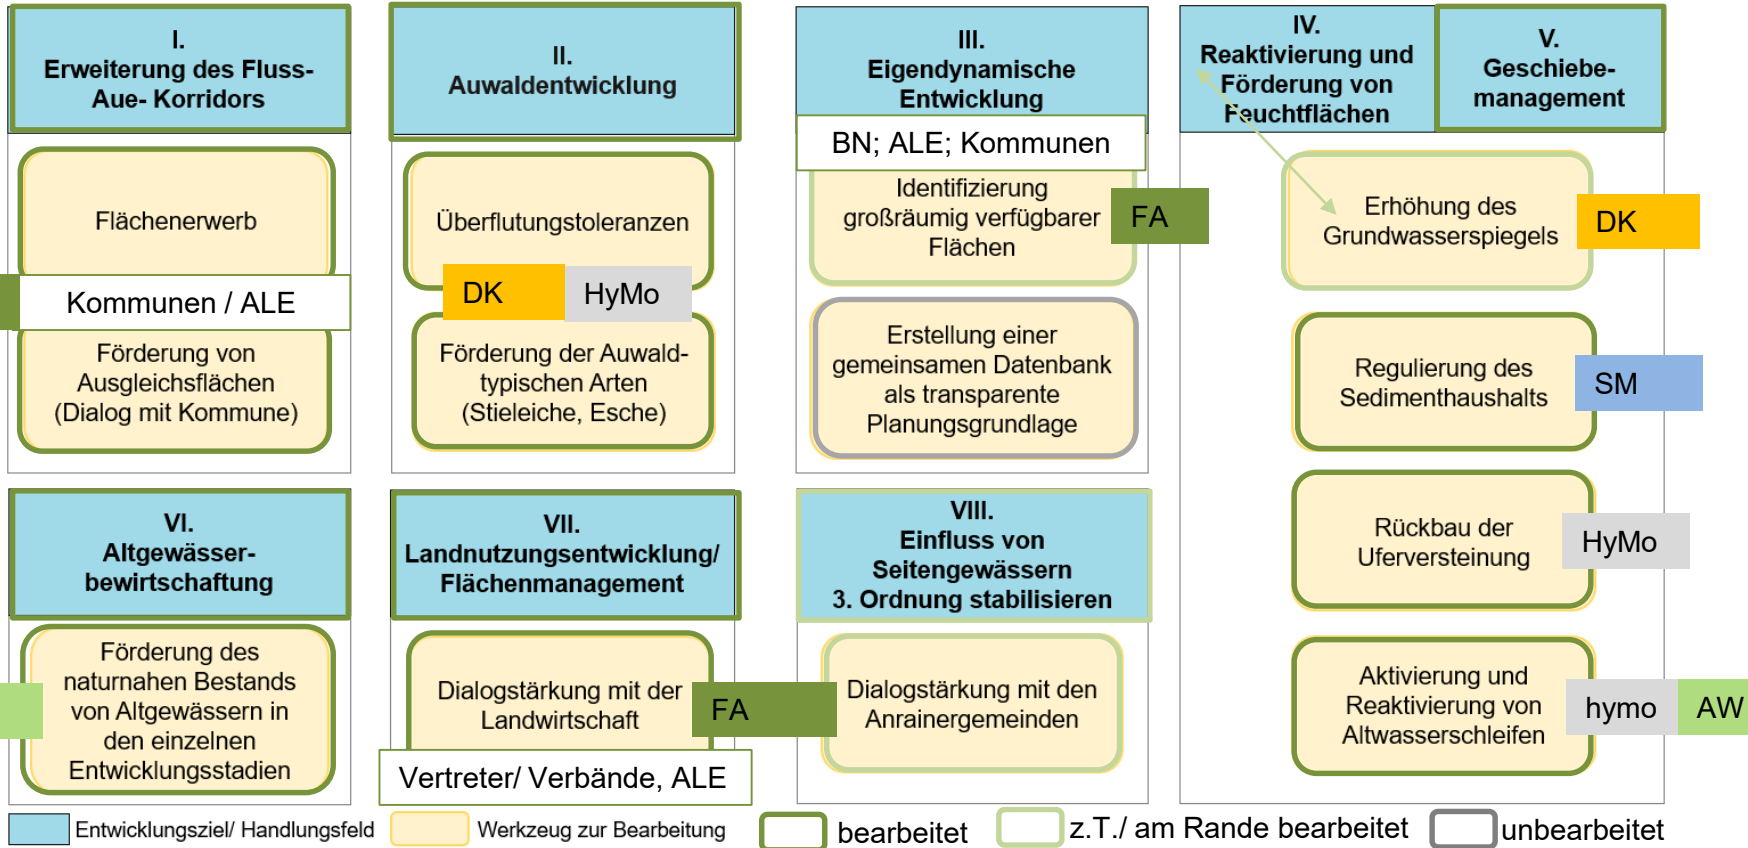 I.
Erweiterung des Fluss-
Aue- Korridors
Flächenerwerb
Kommunen / ALE
Förderung von
Ausgleichsflächen
(Dialog mit Kommune)
II.
Auwaldentwicklung
Überflutungstoleranzen
DK
HyMo
Förderung der Auwald-
typischen Arten
(Stieleiche, Esche)
III.
Eigendynamische
Entwicklung
BN; ALE; Kommunen
Identifizierung
großräumig verfügbarer
Flächen
FA
Erstellung einer
gemeinsamen Datenbank
als transparente
Planungsgrundlage
IV.
Reaktivierung und
Förderung von
Feuchtflächen
V.
Geschiebe-
management
Erhöhung des
Grundwasserspiegels
DK
Regulierung des
Sedimenthaushalts
SM
Rückbau der
Uferversteinung
HyMo
Aktivierung und
Reaktivierung von
Altwasserschleifen
hymo
AW
VI.
Altgewässer-
bewirtschaftung
Förderung des
naturnahen Bestands
von Altgewässern in
den einzelnen
Entwicklungsstadien
VII.
Landnutzungsentwicklung/
Flächenmanagement
Dialogstärkung mit der
Landwirtschaft
FA
Vertreter/ Verbände, ALE
VIII.
Einfluss von
Seitengewässern
3. Ordnung stabilisieren
Dialogstärkung mit den
Anrainergemeinden
Entwicklungsziel/ Handlungsfeld
Werkzeug zur Bearbeitung
bearbeitet
z.T./ am Rande bearbeitet
unbearbeitet